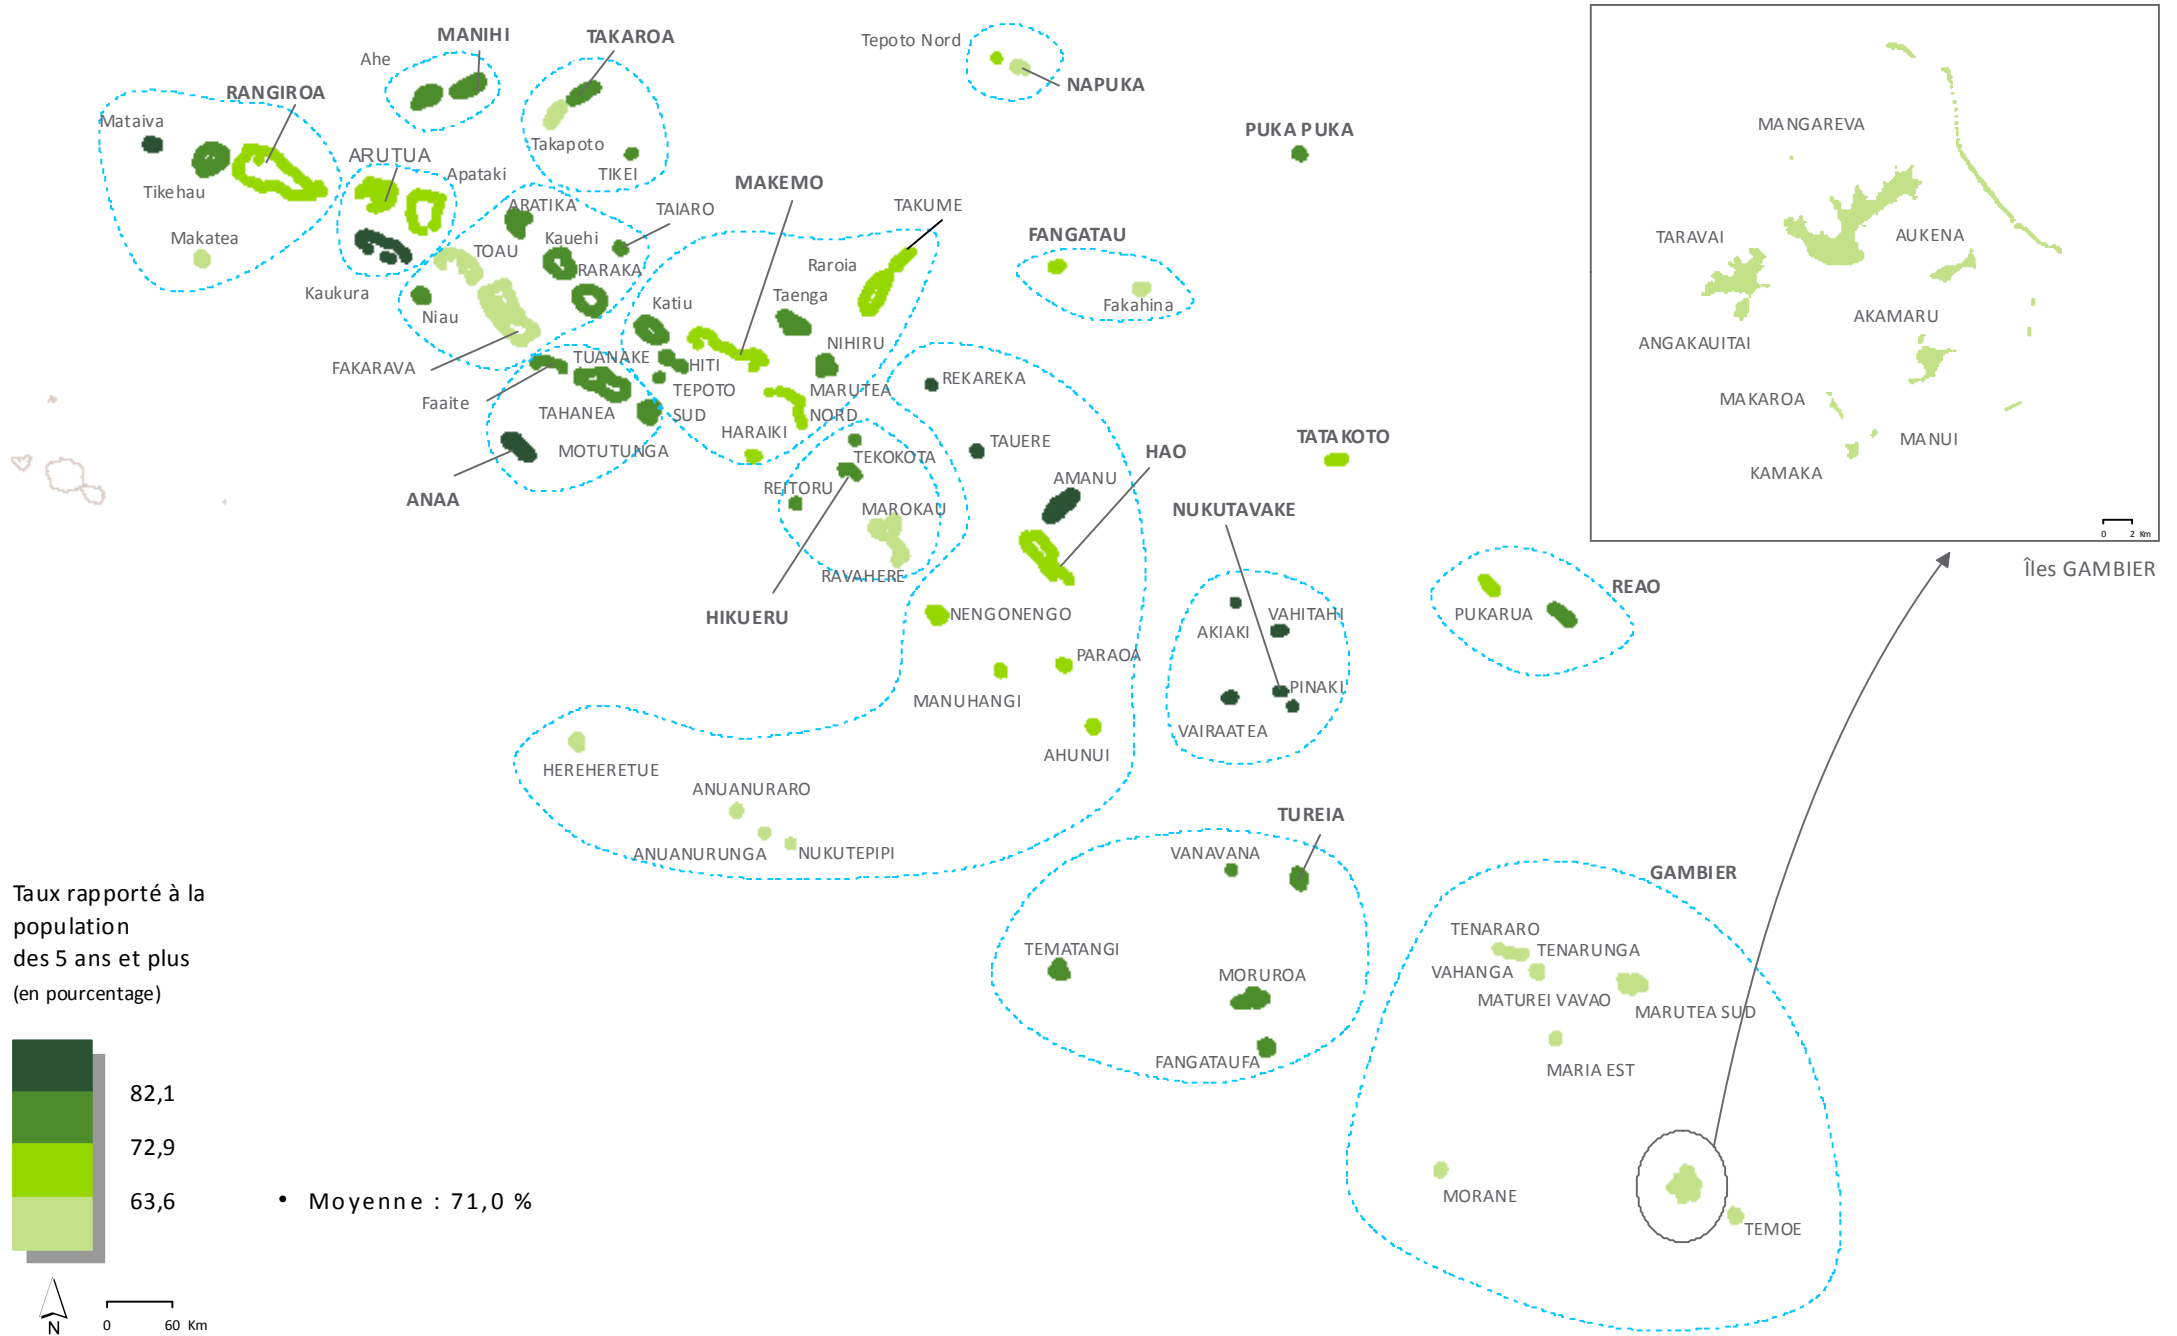 MANIHI
TAKAROA
Tepoto Nord
Ahe
NAPUKA
RANGIROA
Mataiva
MANGAREVA
PUKA PUKA
Takapoto
ARUTUA
Apataki
TIKEI
MAKEMO
Tikehau
TAKUME
ARATIKA
TAIARO
Makatea
TOAU
Kauehi
FANGATAU
TARAVAI
AUKENA
RARAKA
Raroia
Kaukura
Katiu
Taenga
Fakahina
Niau
AKAMARU
NIHIRU
ANGAKAUITAI
FAKARAVA
TUANAKE
HITI
REKAREKA
Faaite
TEPOTO
SUD
MARUTEA
NORD
MAKAROA
TAHANEA
HARAIKI
MANUI
TATAKOTO
TAUERE
HAO
MOTUTUNGA
TEKOKOTA
KAMAKA
AMANU
REITORU
ANAA
MAROKAU
NUKUTAVAKE
0 2 Km
RAVAHERE
Îles GAMBIER
REAO
HIKUERU
NENGONENGO
VAHITAHI
PUKARUA
AKIAKI
PARAOA
PINAKI
MANUHANGI
VAIRAATEA
AHUNUI
HEREHERETUE
ANUANURARO
TUREIA
ANUANURUNGA
NUKUTEPIPI
VANAVANA
GAMBIER
Taux rapporté à la
population
des 5 ans et plus
(en pourcentage)
TENARARO
TEMATANGI
TENARUNGA
MORUROA
VAHANGA
MATUREI VAVAO
MARUTEA SUD
FANGATAUFA
MARIA EST
82,1
72,9
63,6
• Moyenne : 71,0 %
MORANE
TEMOE
N
0 60 Km